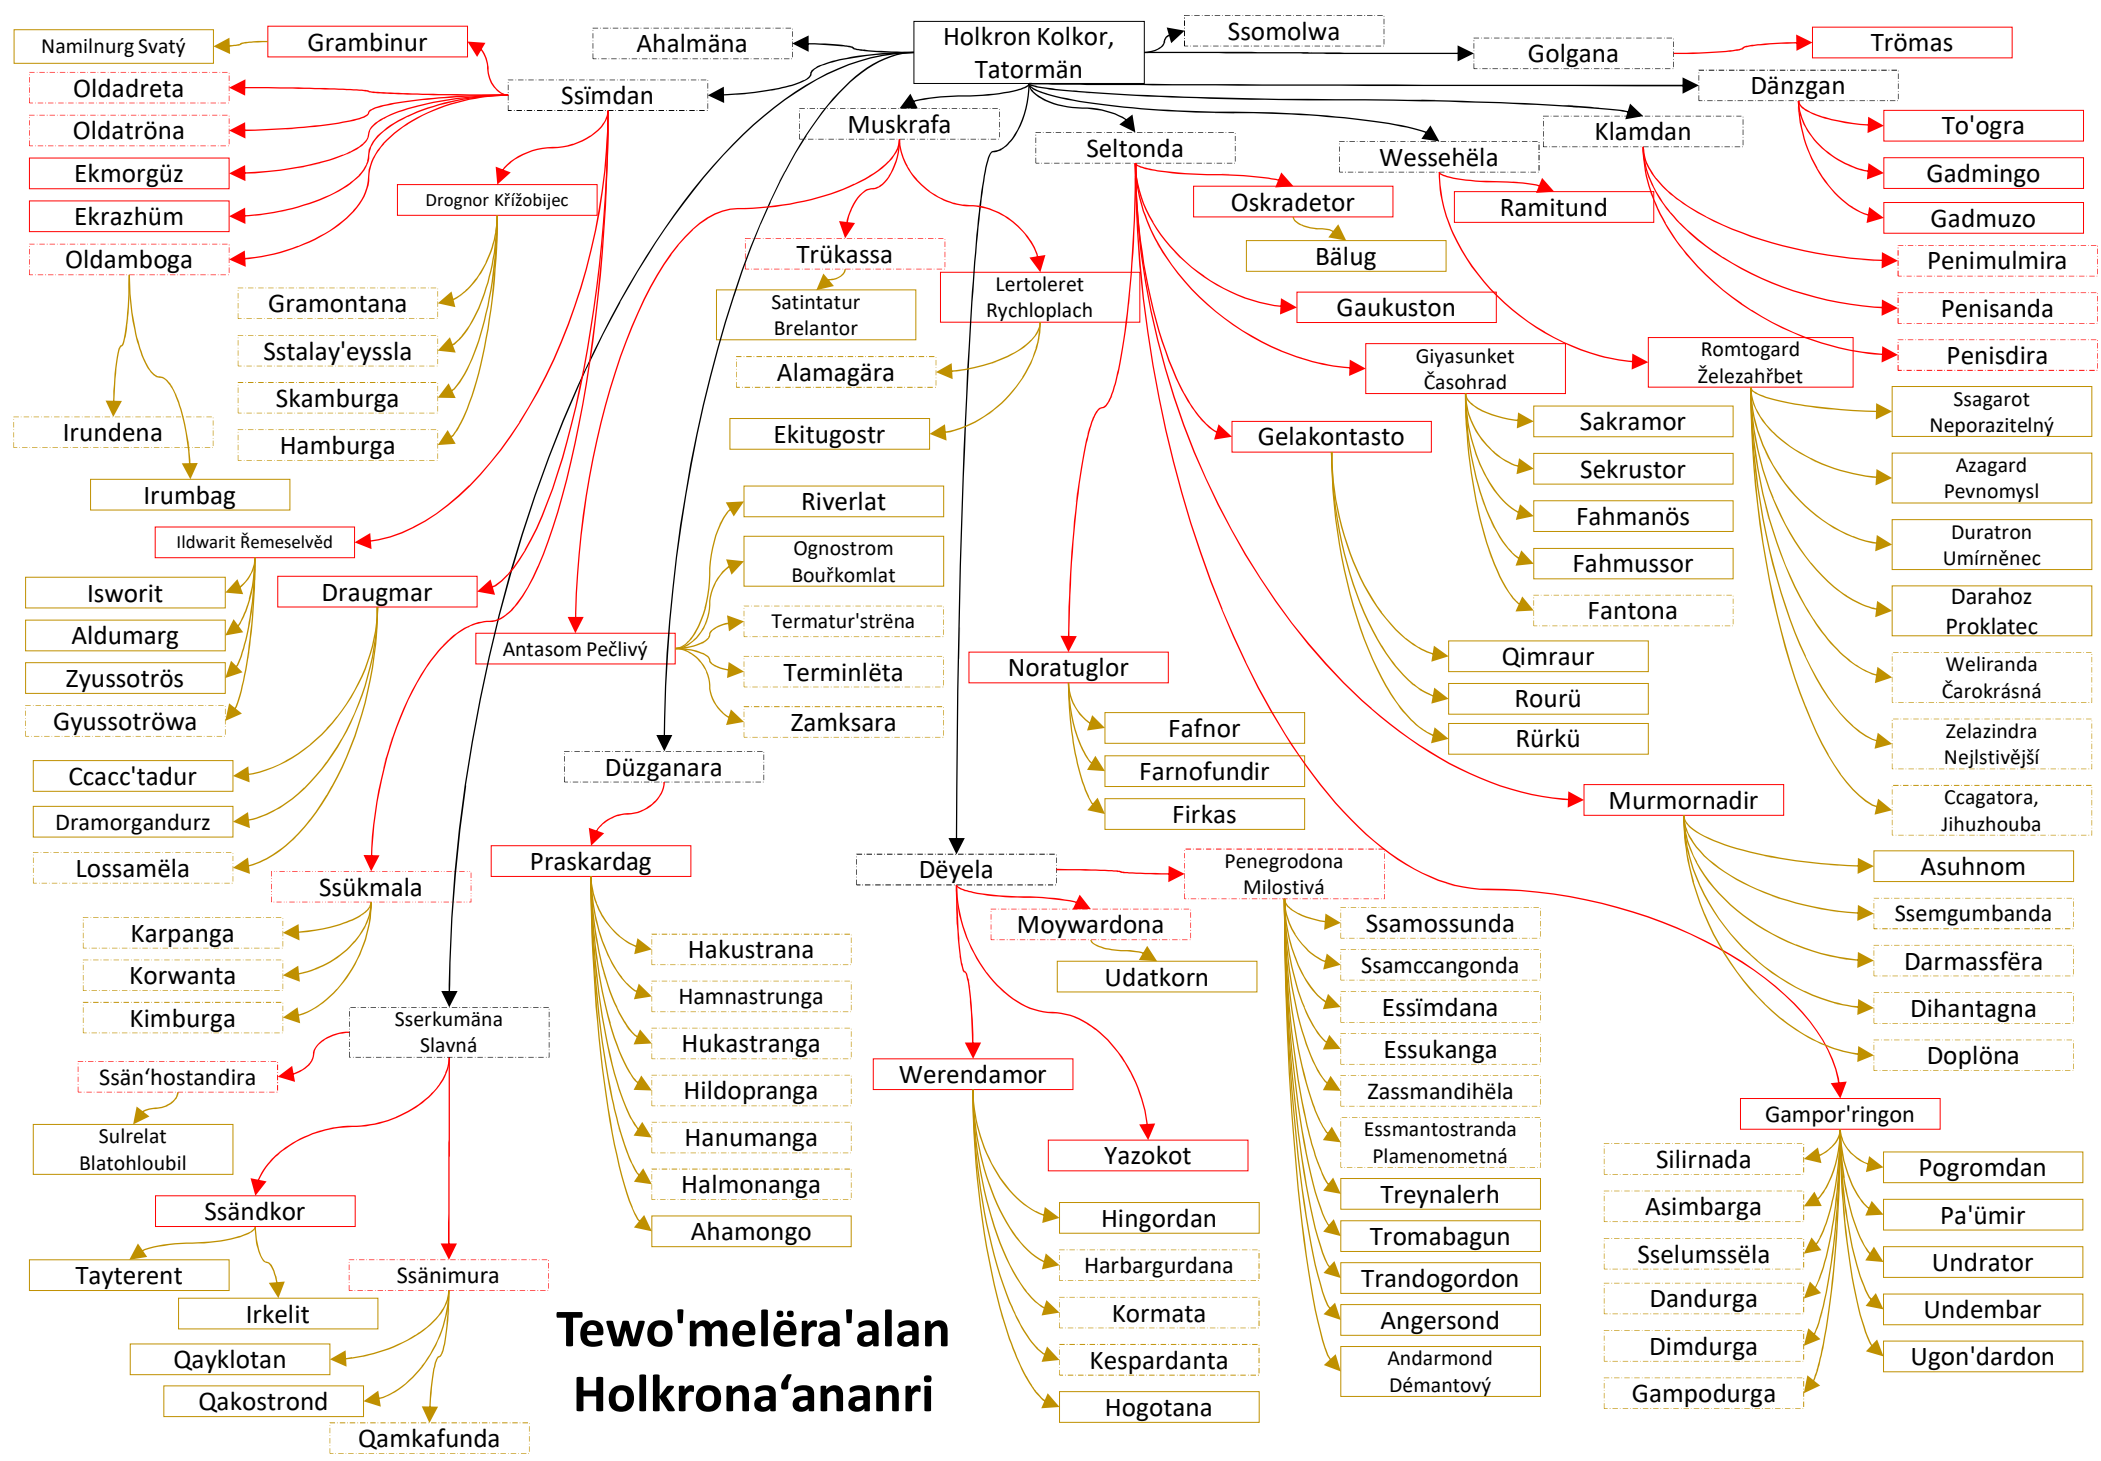 Holkron Kolkor,
Tatormän
Ssomolwa
Golgana
Trömas
Ahalmäna
Grambinur
Namilnurg Svatý
Ssïmdan
Oldadreta
Oldatröna
Ekmorgüz
Ekrazhüm
Oldamboga
Irundena
Irumbag
Drognor Křížobijec
Gramontana
Sstalay'eyssla
Skamburga
Hamburga
Ildwarit Řemeselvěd
Isworit
Aldumarg
Zyussotrös
Gyussotröwa
Draugmar
Ccacc'tadur
Dramorgandurz
Lossamëla
Ssükmala
Karpanga
Korwanta
Kimburga
Sserkumäna
Slavná
Ssän‘hostandira
Sulrelat
Blatohloubil
Ssändkor
Tayterent
Irkelit
Ssänimura
Qayklotan
Qakostrond
Qamkafunda
Muskrafa
Trükassa
Satintatur
Brelantor
Lertoleret
Rychloplach
Alamagära
Ekitugostr
Antasom Pečlivý
Riverlat
Ognostrom
Bouřkomlat
Termatur'strëna
Terminlëta
Zamksara
Düzganara
Praskardag
Hakustrana
Hamnastrunga
Hukastranga
Hildopranga
Hanumanga
Halmonanga
Ahamongo
Dëyela
Penegrodona
Milostivá
Moywardona
Udatkorn
Werendamor
Yazokot
Hingordan
Harbargurdana
Kormata
Kespardanta
Hogotana
Ssamossunda
Ssamccangonda
Essïmdana
Essukanga
Zassmandihëla
Essmantostranda
Plamenometná
Treynalerh
Tromabagun
Trandogordon
Angersond
Andarmond
Démantový
Seltonda
Oskradetor
Bälug
Gaukuston
Giyasunket
Časohrad
Sakramor
Sekrustor
Fahmanös
Fahmussor
Fantona
Gelakontasto
Qimraur
Rourü
Rürkü
Noratuglor
Fafnor
Farnofundir
Firkas
Murmornadir
Asuhnom
Ssemgumbanda
Darmassfëra
Dihantagna
Doplöna
Gampor'ringon
Silirnada
Asimbarga
Sselumssëla
Dandurga
Dimdurga
Gampodurga
Pogromdan
Pa'ümir
Undrator
Undembar
Ugon'dardon
Wessehëla
Ramitund
Romtogard
Železahřbet
Ssagarot
Neporazitelný
Azagard
Pevnomysl
Duratron
Umírněnec
Darahoz
Proklatec
Weliranda
Čarokrásná
Zelazindra
Nejlstivější
Ccagatora,
Jihuzhouba
Klamdan
Penimulmira
Penisanda
Penisdira
Dänzgan
To'ogra
Gadmingo
Gadmuzo
Tewo'melëra'alan
Holkrona‘ananri